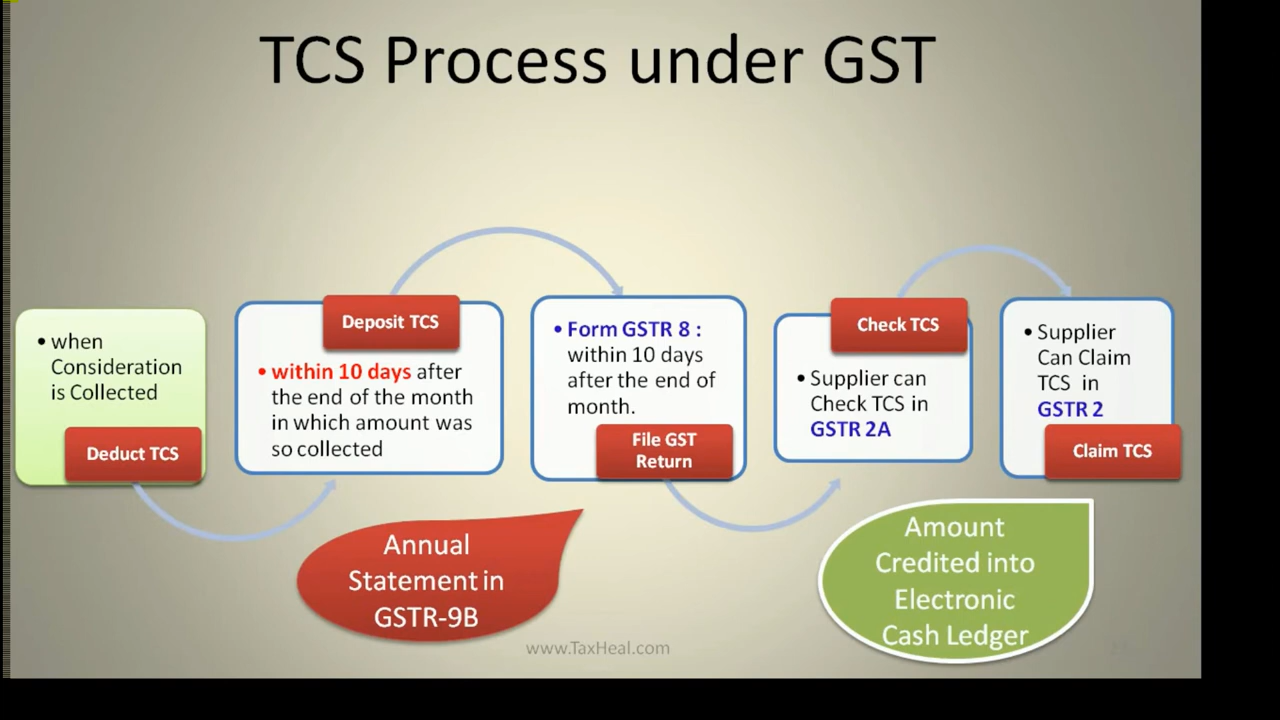 TCS Process under GST
• when
Consideration
is Collected
Deduct TCS
Deposit TCS
• within 10 days after
the end of the month
in which amount was
so collected
• Form GSTR 8 :
within 10 days
after the end of
month.
File GST
Return
Check TCS
• Supplier can
Check TCS in
GSTR 2A
• Supplier
Can Claim
TCS in
GSTR 2
Claim TCS
Annual
Statement in
GSTR-9B
Amount
Credited into
Electronic
Cash Ledger
www.TaxHeal.com